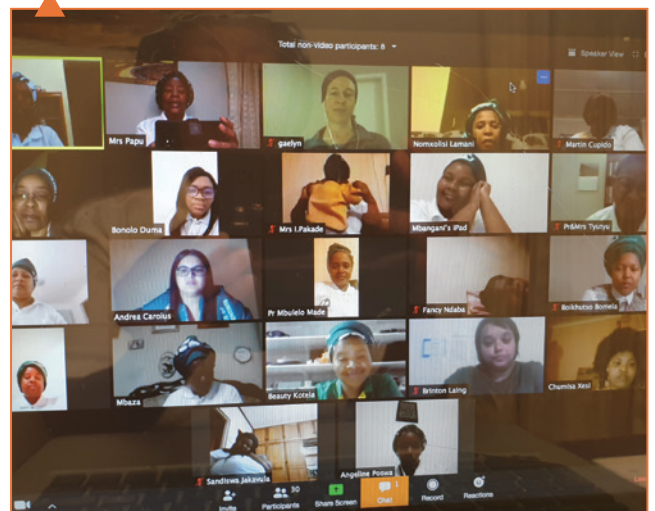 Total non-video participants: 8
Speaker View
Mrs Papu
gaelyn
Nomxolisi Lamani
Martin Cupido
Bonolo Duma
Mrs I.Pakade
Mbangani's iPad
Pr&Mrs Tyutyu
Andrea Carolus
Pr Mbulelo Made
Fancy Ndaba
Boikhutso Bomela
Mbaza
Beauty Kotela
Brinton Laing
Chumisa Xesi
Sandiswa Jakavula
Angeline Poswa
Invite
Participants 30
Share Screen
Chat 1
Record
Reactions